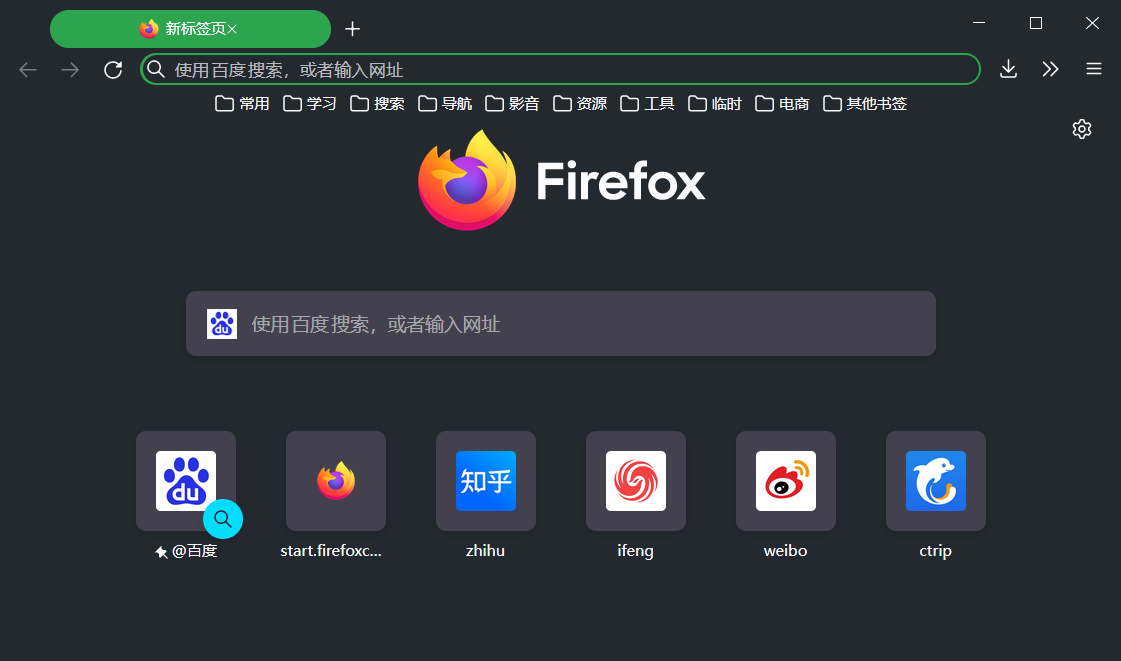 新标签页
使用百度搜索，或者输入网址
常用 学习 搜索 导航 影音 资源 工具 临时 电商 其他书签
Firefox
du 使用百度搜索，或者输入网址
du 知乎
@百度 start.firefoxc... zhihu ifeng weibo ctrip